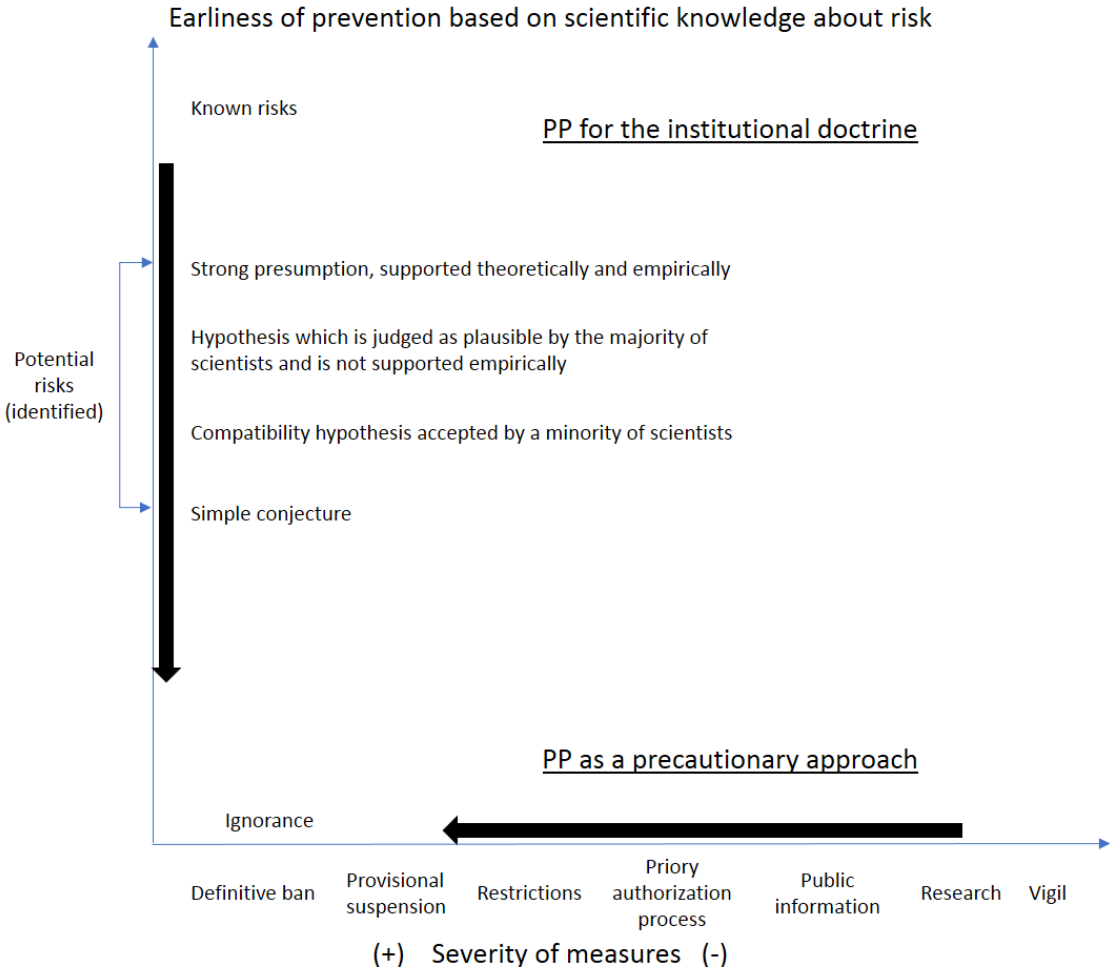 Earliness of prevention based on scientific knowledge about risk
Known risks
PP for the institutional doctrine
Strong presumption, supported theoretically and empirically
Hypothesis which is judged as plausible by the majority of
scientists and is not supported empirically
Potential
risks
(identified)
Compatibility hypothesis accepted by a minority of scientists
Simple conjecture
PP as a precautionary approach
Ignorance
Definitive ban
Provisional
suspension
Restrictions
Priory
authorization
process
Public
information
Research
Vigil
(+) Severity of measures (-)